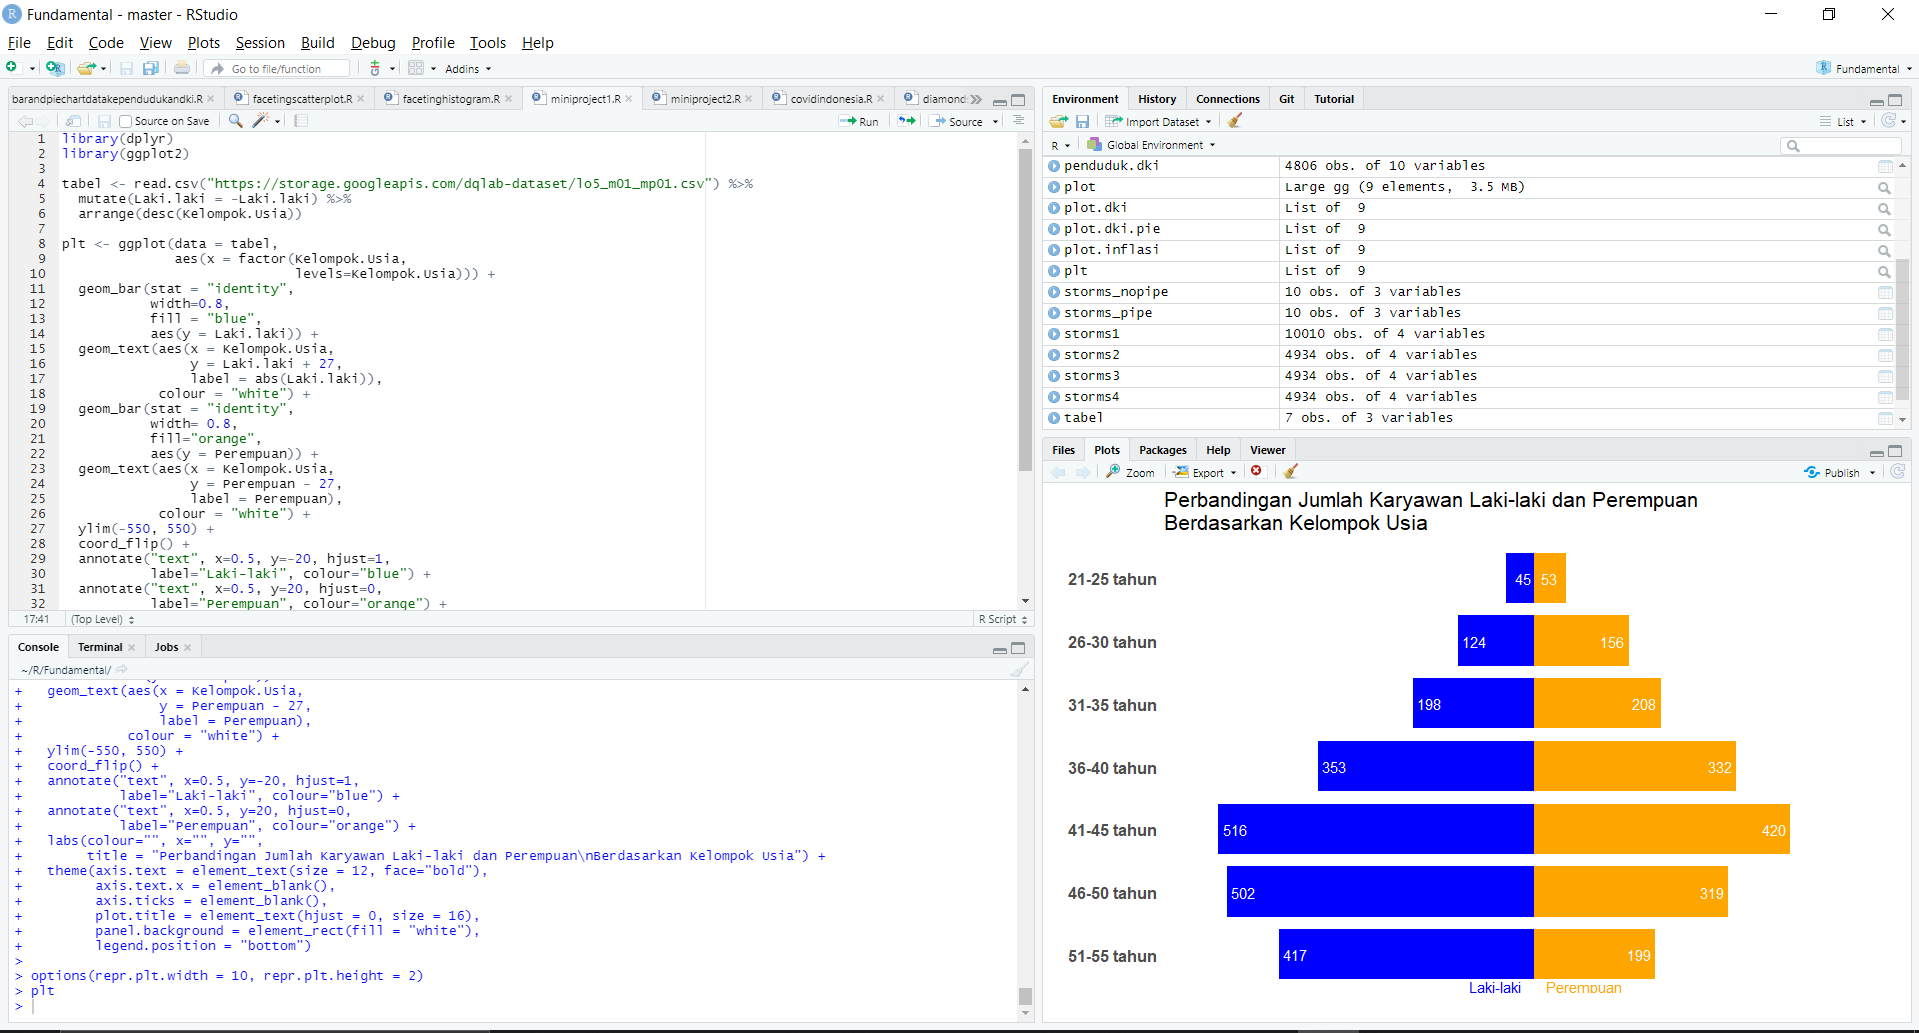 Fundamental - master - RStudio
File Edit Code View Plots Session Build Debug Profile Tools Help
Go to file/function Addins Fundamental
barandpiechartdatakependudukandki.R facetingscatterplot.R facetinghistogram.R miniproject1.R miniproject2.R covidindonesia.R diamond
Source on Save Run Source
1 library(dplyr)
2 library(ggplot2)
3
4 tabel <- read.csv("https://storage.googleapis.com/dqlab-dataset/lo5_m01_mp01.csv") %>%
5 mutate(Laki.laki = -Laki.laki) %>%
6 arrange(desc(Kelompok.Usia))
7
8 plt <- ggplot(data = tabel,
9 aes(x = factor(Kelompok.Usia,
10 levels=Kelompok.Usia))) +
11 geom_bar(stat = "identity",
12 width=0.8,
13 fill = "blue",
14 aes(y = Laki.laki)) +
15 geom_text(aes(x = Kelompok.Usia,
16 y = Laki.laki + 27,
17 label = abs(Laki.laki)),
18 colour = "white") +
19 geom_bar(stat = "identity",
20 width= 0.8,
21 fill="orange",
22 aes(y = Perempuan)) +
23 geom_text(aes(x = Kelompok.Usia,
24 y = Perempuan - 27,
25 label = Perempuan),
26 colour = "white") +
27 ylim(-550, 550) +
28 coord_flip() +
29 annotate("text", x=0.5, y=-20, hjust=1,
30 label="Laki-laki", colour="blue") +
31 annotate("text", x=0.5, y=20, hjust=0,
32 label="Perempuan", colour="orange") +
17:41 (Top Level) R Script
Console Terminal Jobs
~/R/Fundamental/
+ geom_text(aes(x = Kelompok.Usia,
+ y = Perempuan - 27,
+ label = Perempuan),
+ colour = "white") +
+ ylim(-550, 550) +
+ coord_flip() +
+ annotate("text", x=0.5, y=-20, hjust=1,
+ label="Laki-laki", colour="blue") +
+ annotate("text", x=0.5, y=20, hjust=0,
+ label="Perempuan", colour="orange") +
+ labs(colour="", x="", y="",
+ title = "Perbandingan Jumlah Karyawan Laki-laki dan Perempuan\nBerdasarkan Kelompok Usia") +
+ theme(axis.text = element_text(size = 12, face="bold"),
+ axis.text.x = element_blank(),
+ axis.ticks = element_blank(),
+ plot.title = element_text(hjust = 0, size = 16),
+ panel.background = element_rect(fill = "white"),
+ legend.position = "bottom")
>
> options(repr.plt.width = 10, repr.plt.height = 2)
> plt
>
Environment History Connections Git Tutorial
Import Dataset List
R Global Environment
penduduk.dki 4806 obs. of 10 variables
plot Large gg (9 elements, 3.5 MB)
plot.dki List of 9
plot.dki.pie List of 9
plot.inflasi List of 9
plt List of 9
storms_nopipe 10 obs. of 3 variables
storms_pipe 10 obs. of 3 variables
storms1 10010 obs. of 4 variables
storms2 4934 obs. of 4 variables
storms3 4934 obs. of 4 variables
storms4 4934 obs. of 4 variables
tabel 7 obs. of 3 variables
Files Plots Packages Help Viewer
Zoom Export Publish
Perbandingan Jumlah Karyawan Laki-laki dan Perempuan
Berdasarkan Kelompok Usia
21-25 tahun 45 53
26-30 tahun 124 156
31-35 tahun 198 208
36-40 tahun 353 332
41-45 tahun 516 420
46-50 tahun 502 319
51-55 tahun 417 199
Laki-laki Perempuan